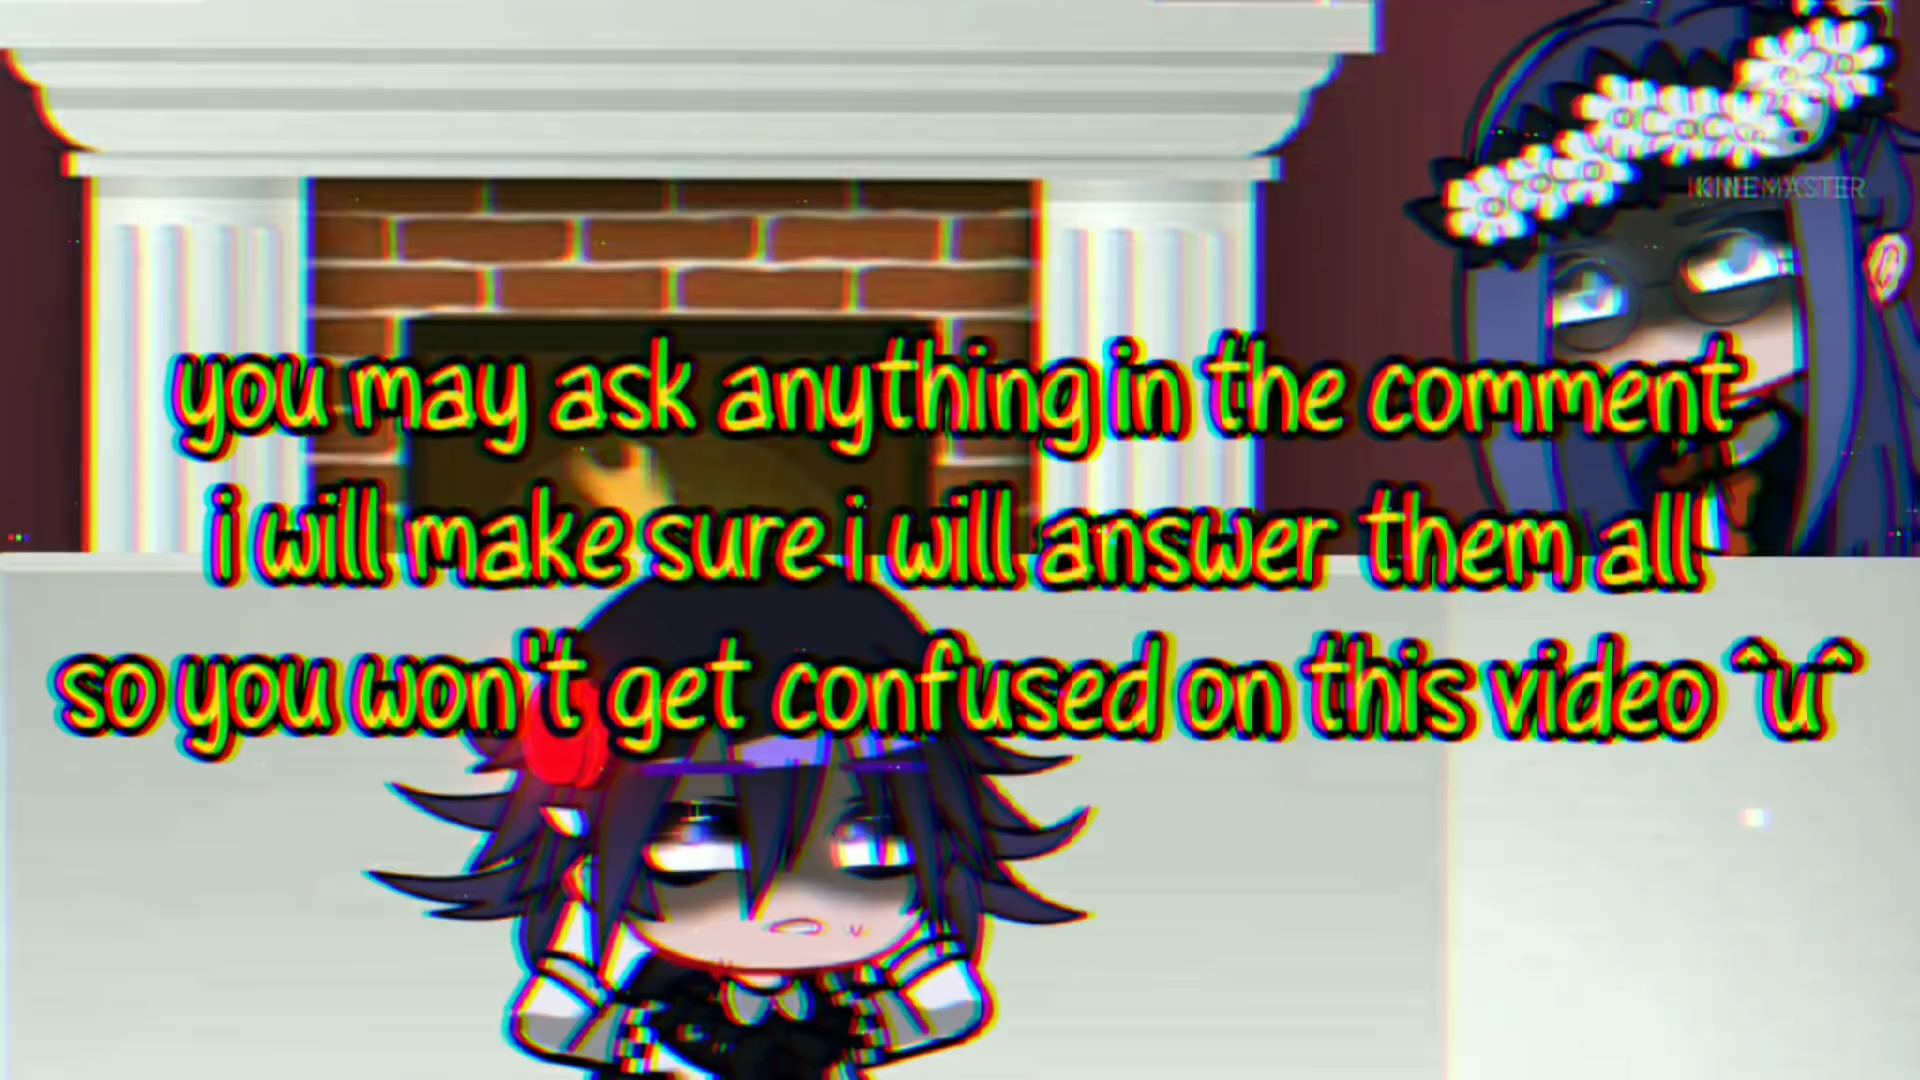 KINEMASTER
you may ask anything in the comment
i will make sure i will answer them all
so you won't get confused on this video ^u^